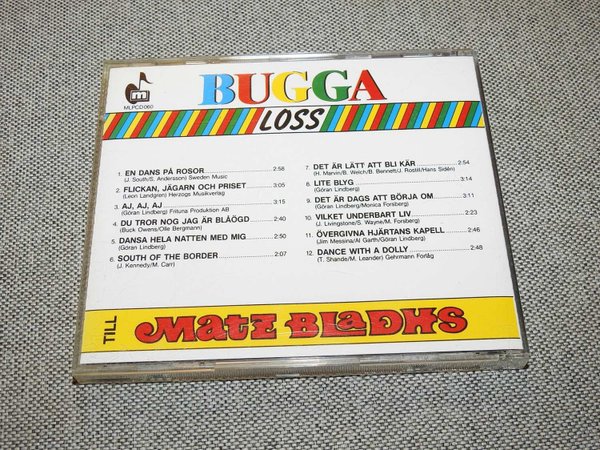 m
MLPCD 060
BUGGA
LOSS
1. EN DANS PÅ ROSOR 2:58
(J. South/S. Andersson) Sweden Music
2. FLICKAN, JÄGARN OCH PRISET 3:05
(Leon Landgren) Herzogs Musikverlag
3. AJ, AJ, AJ 3:15
(Göran Lindberg) Frituna Produktion AB
4. DU TROR NOG JAG ÄR BLÅÖGD 2:40
(Buck Owens/Olle Bergmann)
5. DANSA HELA NATTEN MED MIG 2:50
(Göran Lindberg)
6. SOUTH OF THE BORDER 2:07
(J. Kennedy/M. Carr)
7. DET ÄR LÄTT ATT BLI KÄR 2:54
(H. Marvin/B. Welch/B. Bennett/J. Rostill/Hans Sidén)
8. LITE BLYG 3:14
(Göran Lindberg)
9. DET ÄR DAGS ATT BÖRJA OM 3:11
(Göran Lindberg/Monica Forsberg)
10. VILKET UNDERBART LIV 2:23
(J. Livingstone/S. Wayne/M. Forsberg)
11. ÖVERGIVNA HJÄRTANS KAPELL 2:46
(Jim Messina/Al Garth/Göran Lindberg)
12. DANCE WITH A DOLLY 2:48
(T. Shande/M. Leander) Gehrmann Förlag
TILL
MATZ BLADHS